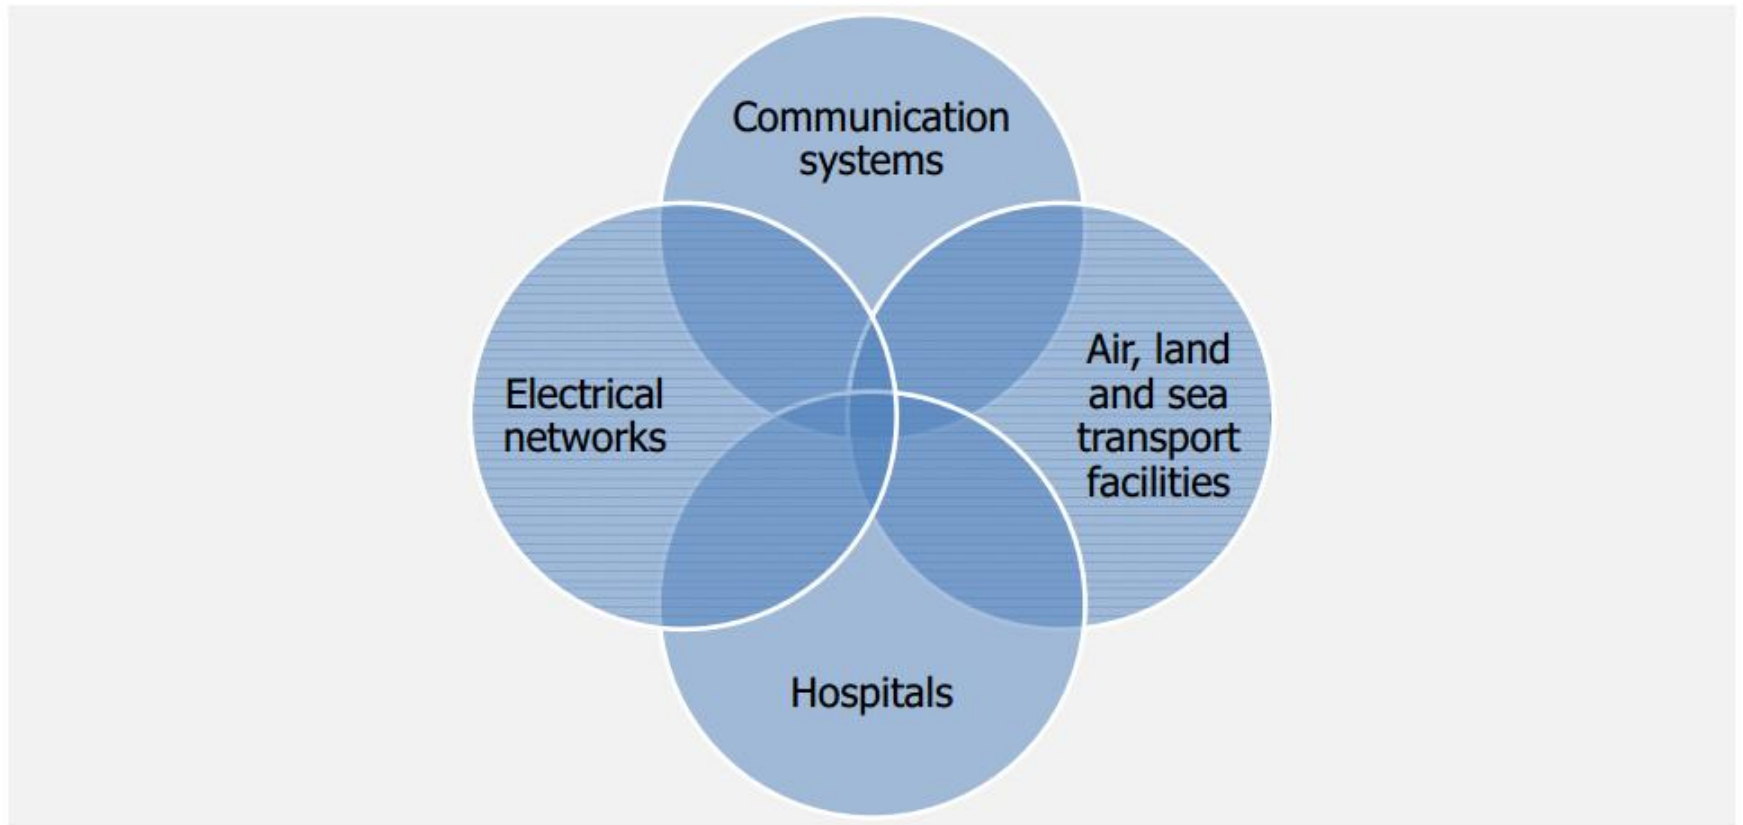 Communication
systems
Electrical
networks
Air, land
and sea
transport
facilities
Hospitals